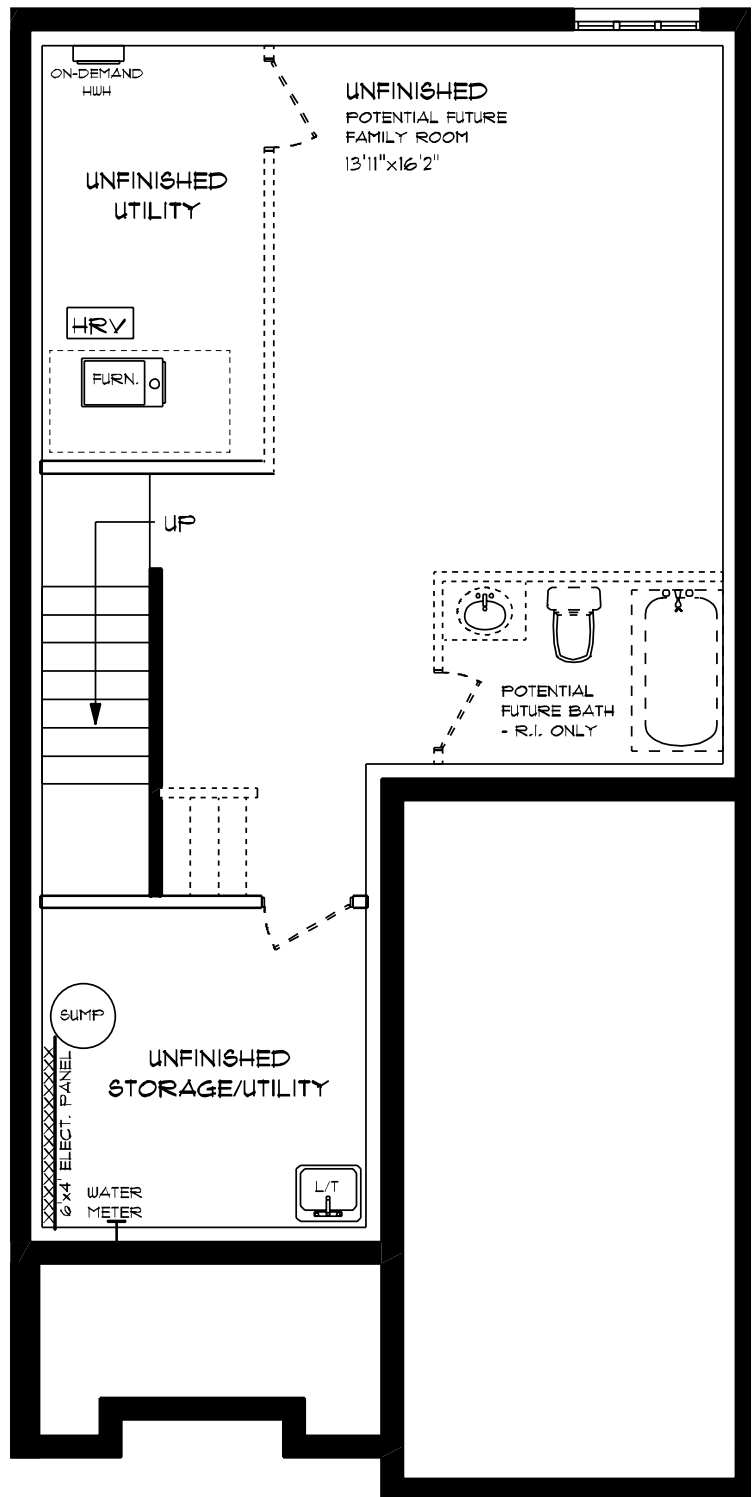 ON-DEMAND
HWH
UNFINISHED
POTENTIAL FUTURE
FAMILY ROOM
13'11"x16'2"
UNFINISHED
UTILITY
HRV
FURN.
UP
POTENTIAL
FUTURE BATH
- R.I. ONLY
SUMP
UNFINISHED
STORAGE/UTILITY
6'x4' ELECT. PANEL
WATER
METER
L/T